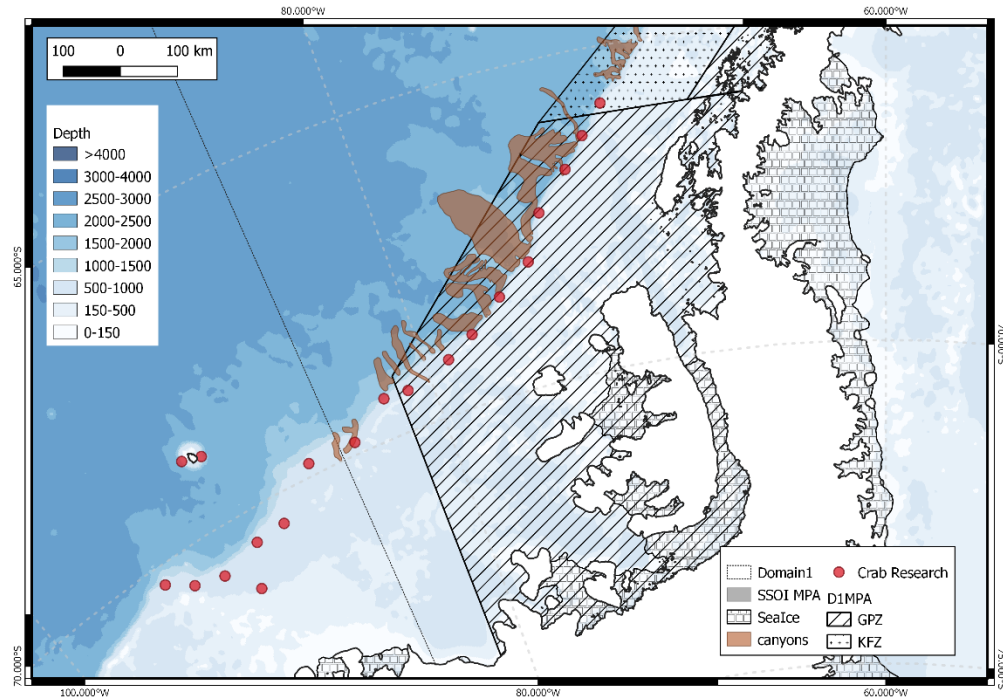 80.000°W
60.000°W
100 0 100 km
Depth
>4000
3000-4000
2500-3000
2000-2500
1500-2000
1000-1500
500-1000
150-500
0-150
65.000°S
70.000°S
100.000°W
80.000°W
60.000°W
Domain1
SSOI MPA
SeaIce
canyons
Crab Research
D1MPA
GPZ
KFZ